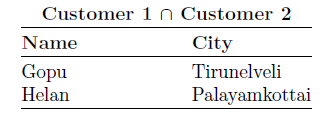 Customer 1 ∩ Customer 2
Name City
Gopu Tirunelveli
Helan Palayamkottai